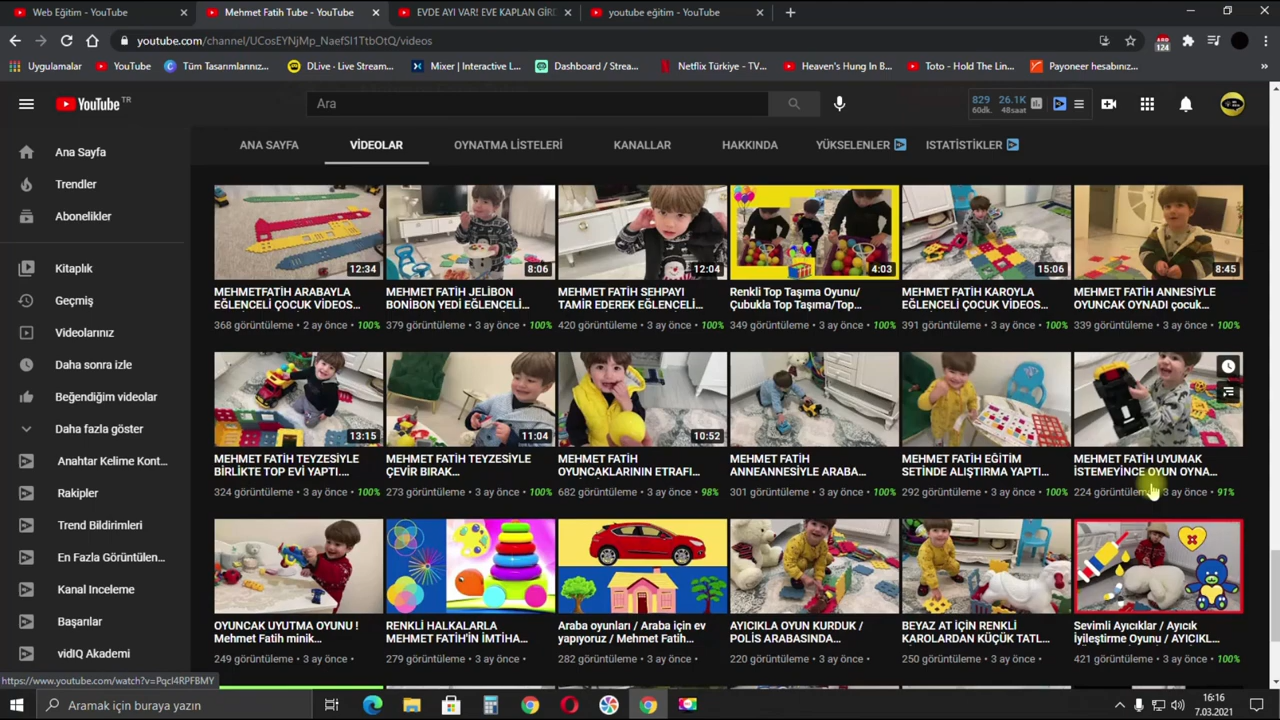 Web Eğitim - YouTube
Mehmet Fatih Tube - YouTube
EVDE AYI VAR! EVE KAPLAN GİRD
youtube eğitim - YouTube
youtube.com/channel/UCosEYNjMp_NaefSI1TtbOtQ/videos
ARD
124
Uygulamalar
YouTube
Tüm Tasarımlarınız...
DLive · Live Stream...
Mixer | Interactive L...
Dashboard / Strea...
Netflix Türkiye - TV...
Heaven's Hung In B...
Toto - Hold The Lin...
Payoneer hesabınız...
YouTube TR
Ara
829 26.1K
60dk. 48saat
ANA SAYFA
VİDEOLAR
OYNATMA LİSTELERİ
KANALLAR
HAKKINDA
YÜKSELENLER
ISTATİSTİKLER
Ana Sayfa
Trendler
Abonelikler
Kitaplık
Geçmiş
Videolarınız
Daha sonra izle
Beğendiğim videolar
Daha fazla göster
Anahtar Kelime Kont...
Rakipler
Trend Bildirimleri
En Fazla Görüntülen...
Kanal Inceleme
Başarılar
vidIQ Akademi
12:34
8:06
12:04
4:03
15:06
8:45
MEHMET FATİH ARABAYLA
EĞLENCELİ ÇOCUK VİDEOS...
368 görüntüleme • 2 ay önce • 100%
MEHMET FATİH JELİBON
BONİBON YEDİ EĞLENCELİ...
379 görüntüleme • 3 ay önce • 100%
MEHMET FATİH SEHPAYI
TAMİR EDEREK EĞLENCELİ...
420 görüntüleme • 3 ay önce • 100%
Renkli Top Taşıma Oyunu/
Çubukla Top Taşıma/Top...
349 görüntüleme • 3 ay önce • 100%
MEHMET FATİH KAROYLA
EĞLENCELİ ÇOCUK VİDEOS...
391 görüntüleme • 3 ay önce • 100%
MEHMET FATİH ANNESİYLE
OYUNCAK OYNADI çocuk...
339 görüntüleme • 3 ay önce • 100%
13:15
11:04
10:52
MEHMET FATİH TEYZESİYLE
BİRLİKTE TOP EVİ YAPTI....
324 görüntüleme • 3 ay önce • 100%
MEHMET FATİH TEYZESİYLE
ÇEVİR BIRAK...
273 görüntüleme • 3 ay önce • 100%
MEHMET FATİH
OYUNCAKLARININ ETRAFI...
682 görüntüleme • 3 ay önce • 98%
MEHMET FATİH
ANNEANNESİYLE ARABA...
301 görüntüleme • 3 ay önce • 100%
MEHMET FATİH EĞİTİM
SETİNDE ALIŞTIRMA YAPTI...
292 görüntüleme • 3 ay önce • 100%
MEHMET FATİH UYUMAK
İSTEMEYİNCE OYUN OYNA...
224 görüntüleme • 3 ay önce • 91%
OYUNCAK UYUTMA OYUNU !
Mehmet Fatih minik...
249 görüntüleme • 3 ay önce
RENKLİ HALKALARLA
MEHMET FATİH'İN İMTİHA...
279 görüntüleme • 3 ay önce
Araba oyunları / Araba için ev
yapıyoruz / Mehmet Fatih...
282 görüntüleme • 3 ay önce
AYICIKLA OYUN KURDUK /
POLİS ARABASINDA...
220 görüntüleme • 3 ay önce
BEYAZ AT İÇİN RENKLİ
KAROLARDAN KÜÇÜK TATL...
250 görüntüleme • 3 ay önce
Sevimli Ayıcıklar / Ayıcık
İyileştirme Oyunu / AYICIKL...
421 görüntüleme • 3 ay önce • 100%
https://www.youtube.com/watch?v=PqcI4RPFBMY
Aramak için buraya yazın
16:16
7.03.2021